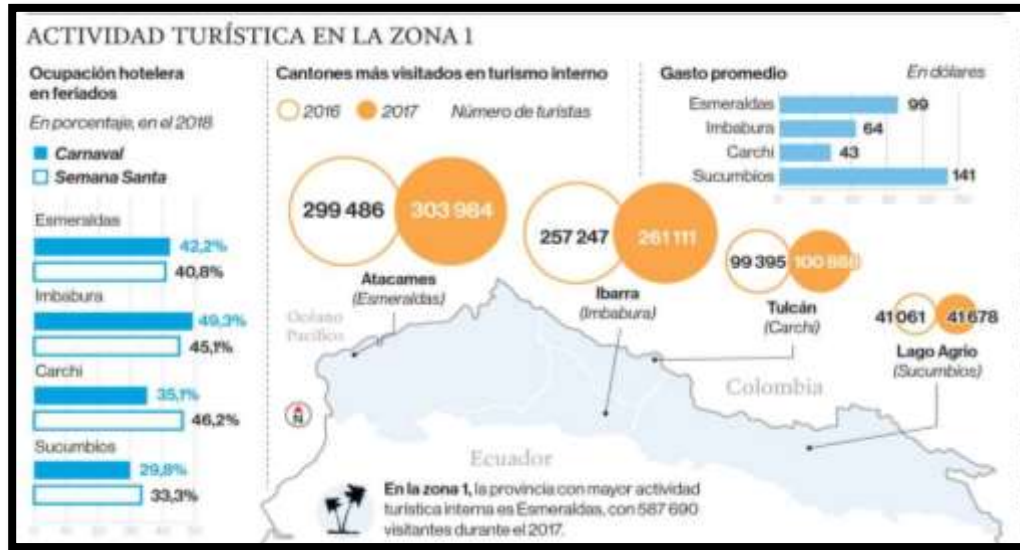 ACTIVIDAD TURÍSTICA EN LA ZONA 1
Ocupación hotelera
en feriados
En porcentaje, en el 2018
Carnaval
Semana Santa
Esmeraldas
42,2%
40,8%
Imbabura
49,3%
45,1%
Carchi
35,1%
46,2%
Sucumbios
29,8%
33,3%
Cantones más visitados en turismo interno
2016 2017 Número de turistas
299 486 303 984
Atacames
(Esmeraldas)
257 247 261 111
Ibarra
(Imbabura)
99 395
Tulcán
(Carchi)
41 061 41 678
Lago Agrio
(Sucumbios)
Gasto promedio En dólares
Esmeraldas 99
Imbabura 64
Carchi 43
Sucumbios 141
Océano
Pacífico
Colombia
Ecuador
N
En la zona 1, la provincia con mayor actividad
turística interna es Esmeraldas, con 587 690
visitantes durante el 2017.